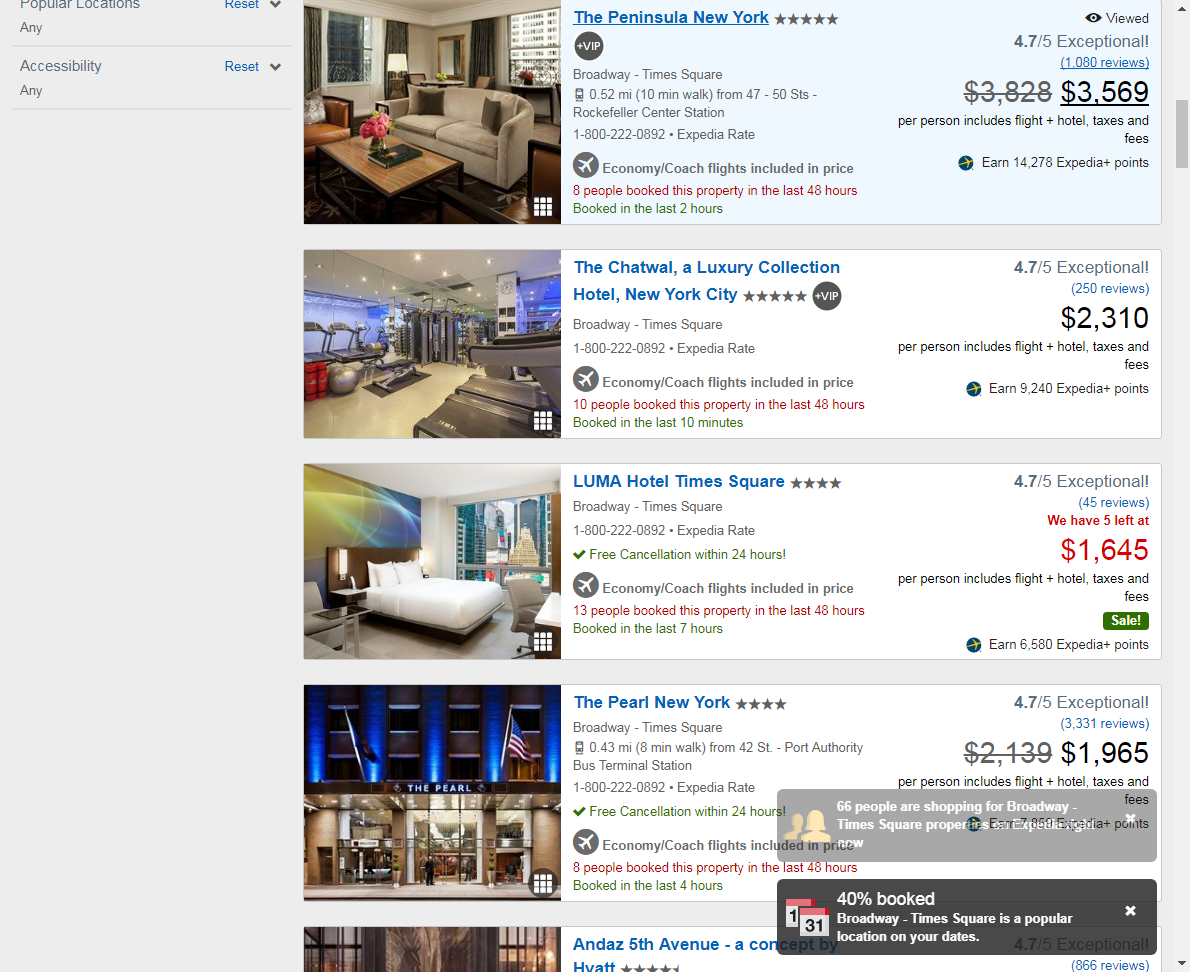 Popular Locations Reset
Any
Accessibility Reset
Any
The Peninsula New York
+VIP
Broadway - Times Square
0.52 mi (10 min walk) from 47 - 50 Sts -
Rockefeller Center Station
1-800-222-0892 • Expedia Rate
Economy/Coach flights included in price
8 people booked this property in the last 48 hours
Booked in the last 2 hours
Viewed
4.7/5 Exceptional!
(1,080 reviews)
$3,828 $3,569
per person includes flight + hotel, taxes and
fees
Earn 14,278 Expedia+ points
The Chatwal, a Luxury Collection
Hotel, New York City +VIP
Broadway - Times Square
1-800-222-0892 • Expedia Rate
Economy/Coach flights included in price
10 people booked this property in the last 48 hours
Booked in the last 10 minutes
4.7/5 Exceptional!
(250 reviews)
$2,310
per person includes flight + hotel, taxes and
fees
Earn 9,240 Expedia+ points
LUMA Hotel Times Square
Broadway - Times Square
1-800-222-0892 • Expedia Rate
Free Cancellation within 24 hours!
Economy/Coach flights included in price
13 people booked this property in the last 48 hours
Booked in the last 7 hours
4.7/5 Exceptional!
(45 reviews)
We have 5 left at
$1,645
per person includes flight + hotel, taxes and
fees
Sale!
Earn 6,580 Expedia+ points
THE PEARL
The Pearl New York
Broadway - Times Square
0.43 mi (8 min walk) from 42 St. - Port Authority
Bus Terminal Station
1-800-222-0892 • Expedia Rate
Free Cancellation within 24 hours!
Economy/Coach flights included in price
8 people booked this property in the last 48 hours
Booked in the last 4 hours
4.7/5 Exceptional!
(3,331 reviews)
$2,139 $1,965
per person includes flight + hotel, taxes and
fees
Earn 7,859 Expedia+ points
66 people are shopping for Broadway -
Times Square properties on Expedia right
now
1 31
40% booked
Broadway - Times Square is a popular
location on your dates.
Andaz 5th Avenue - a concept by
Hyatt
4.7/5 Exceptional!
(866 reviews)